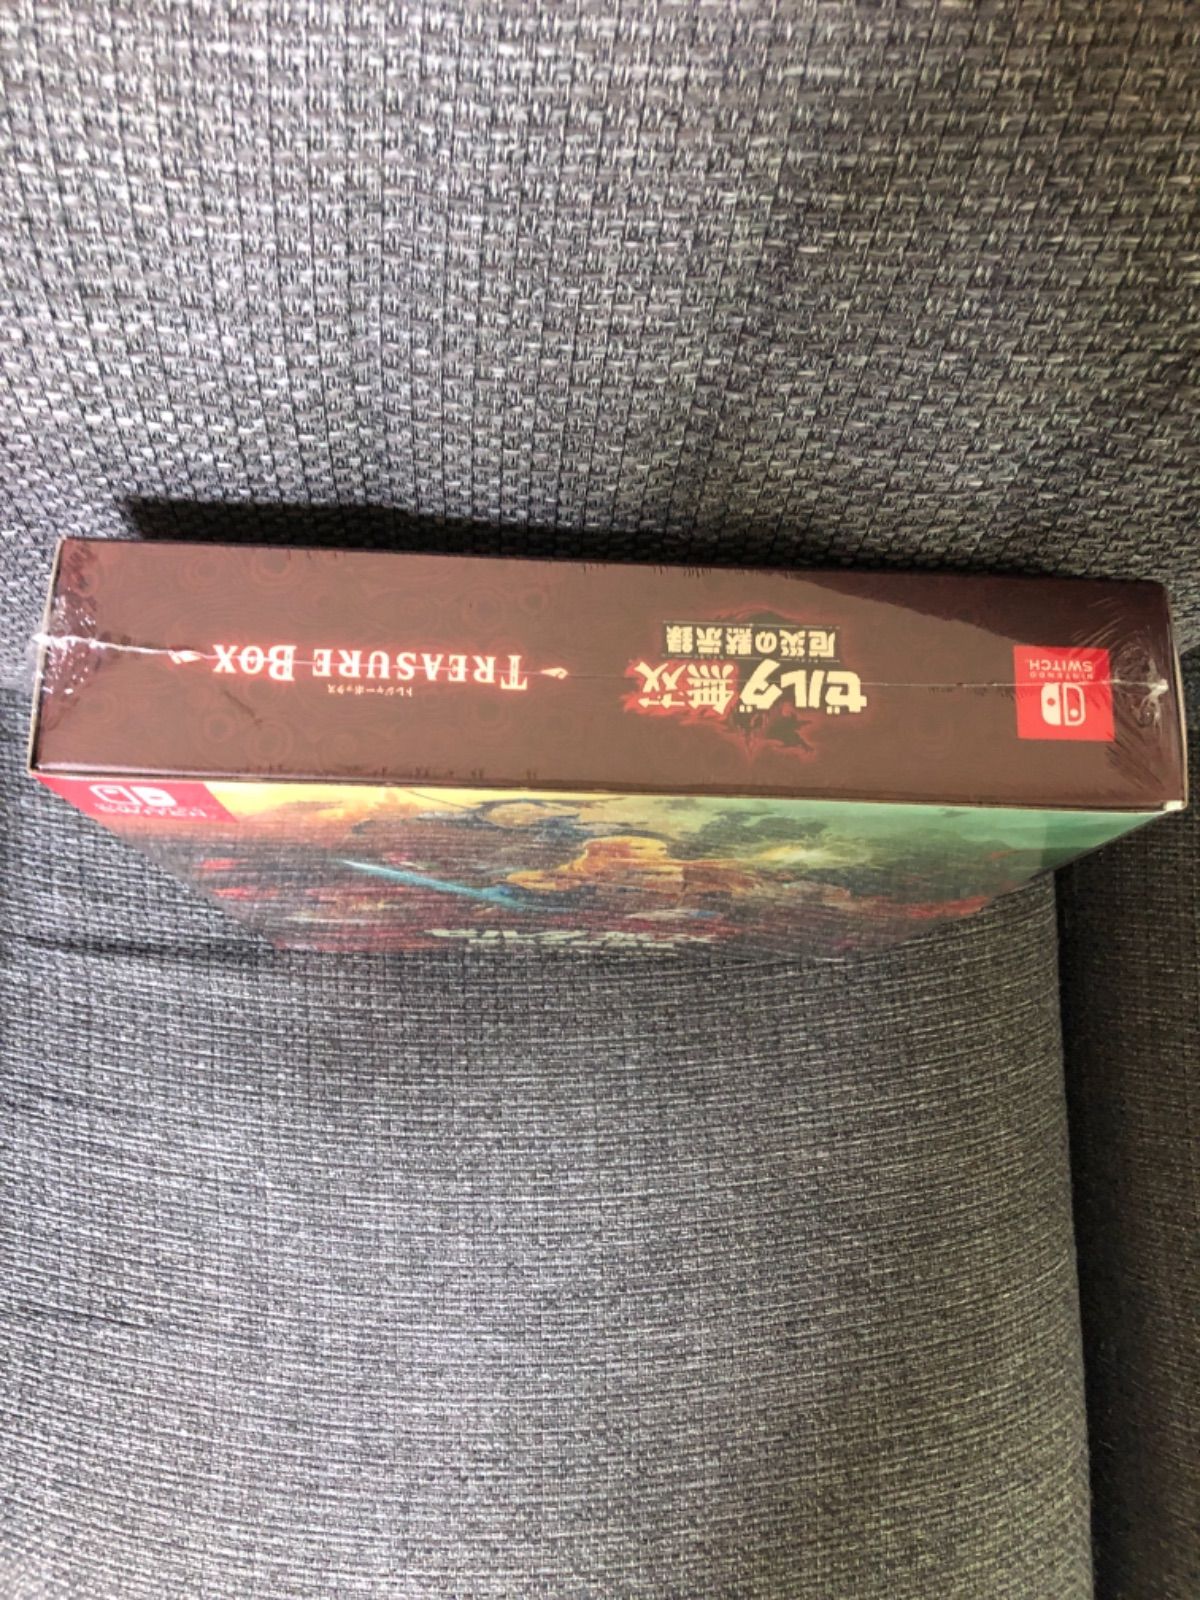 NINTENDO
SWITCH
ゼルダ無双
厄災の黙示録
トレジャーボックス
TREASURE BOX